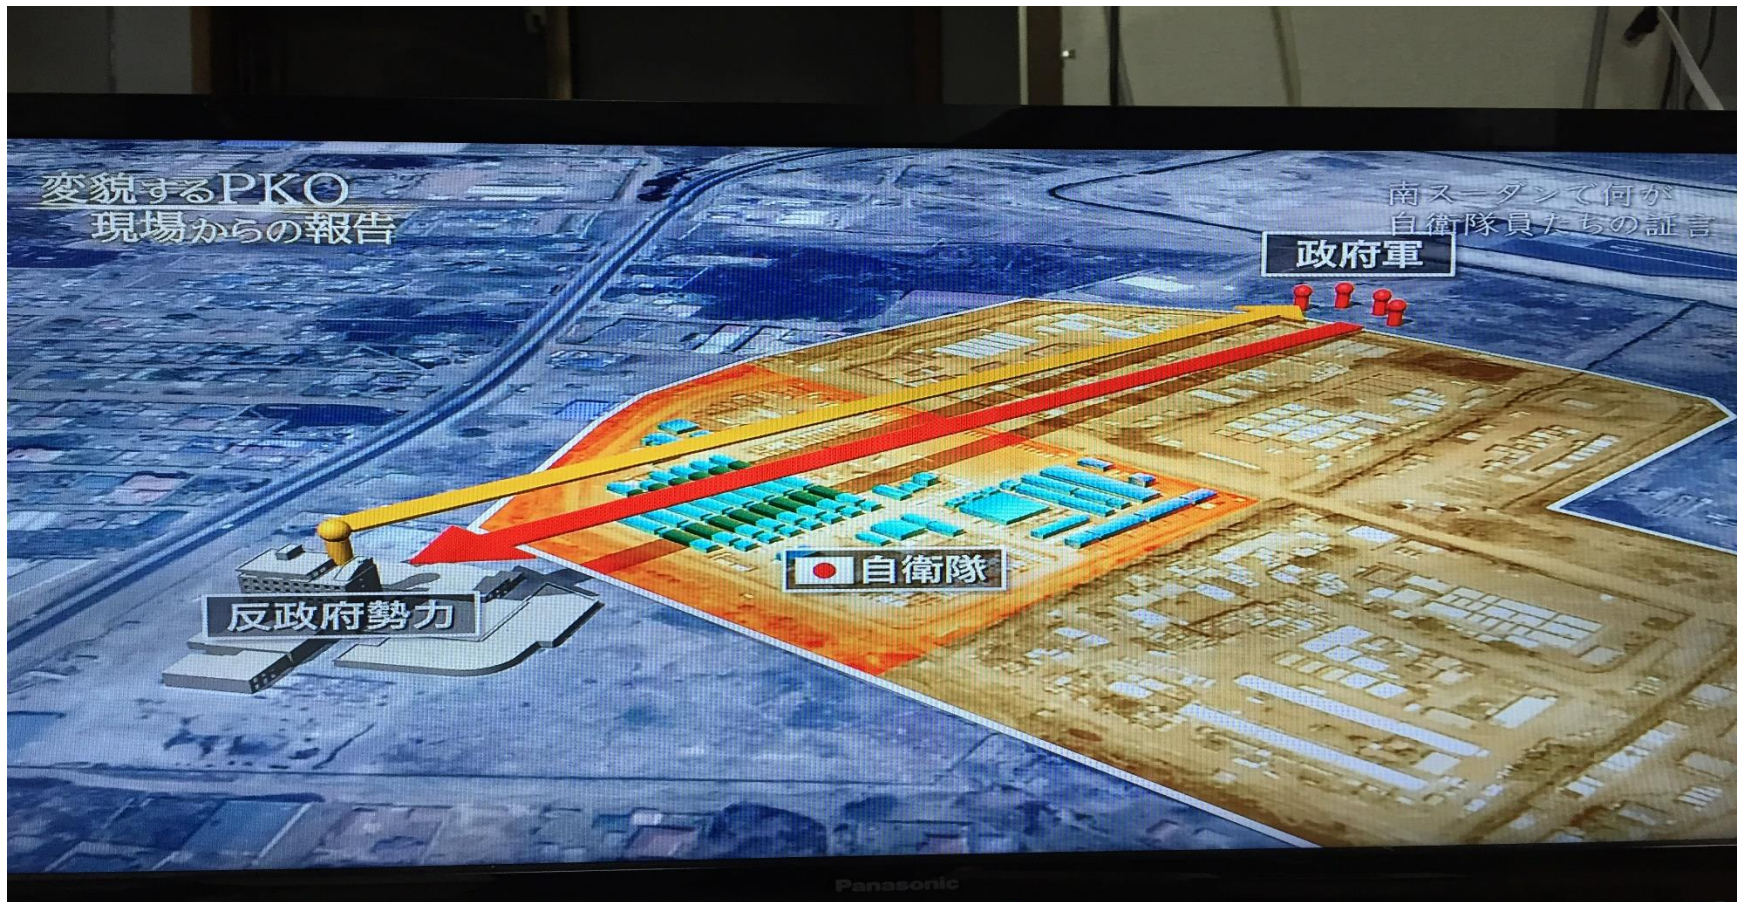 変貌するPKO
現場からの報告
南スーダンで何が
自衛隊員たちの証言
政府軍
自衛隊
反政府勢力
Panasonic